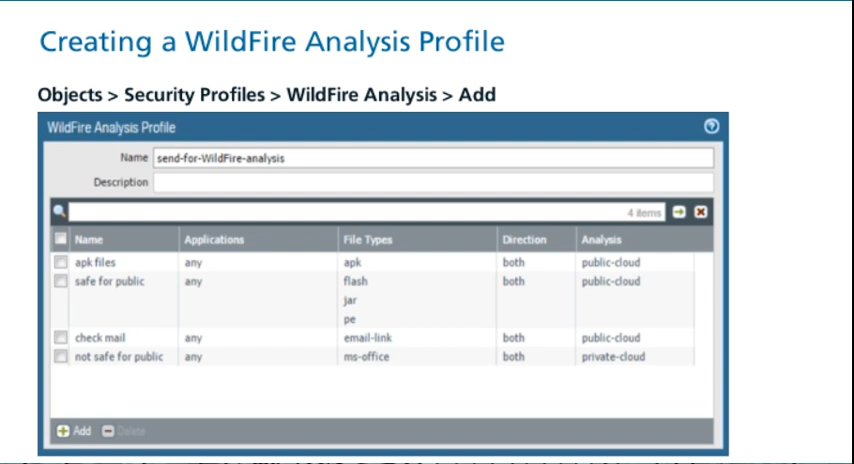 Creating a WildFire Analysis Profile
Objects > Security Profiles > WildFire Analysis > Add
WildFire Analysis Profile
Name send-for-WildFire-analysis
Description
4 items
Name Applications File Types Direction Analysis
apk files any apk both public-cloud
safe for public any flash both public-cloud
jar
pe
check mail any email-link both public-cloud
not safe for public any ms-office both private-cloud
Add Delete